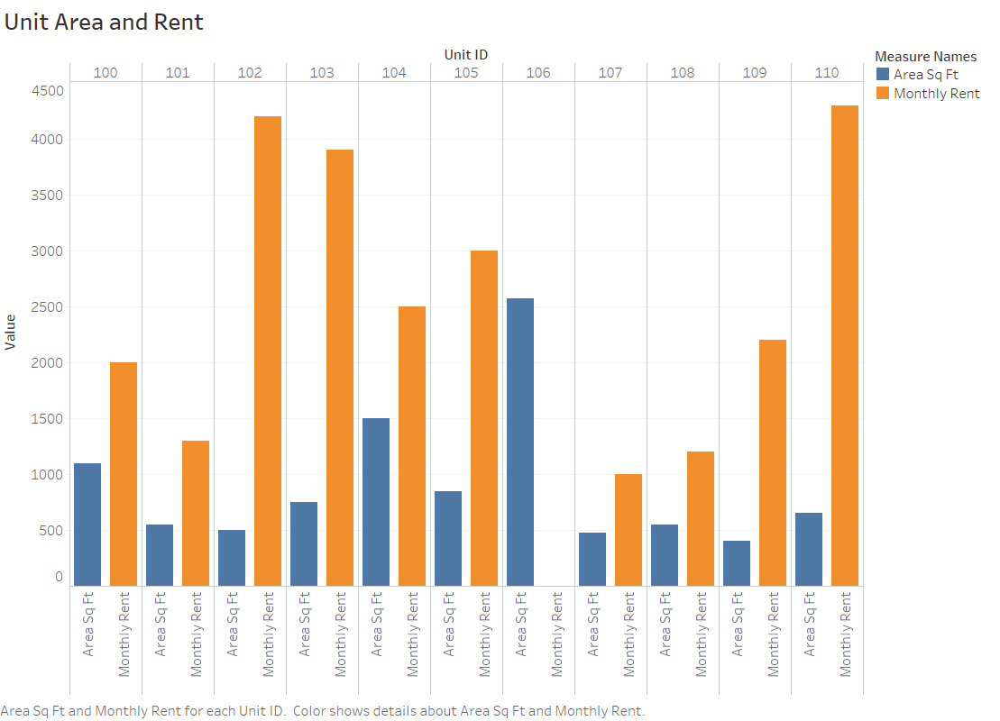 Unit Area and Rent
Unit ID
100 101 102 103 104 105 106 107 108 109 110
Measure Names
Area Sq Ft
Monthly Rent
Value
4500
4000
3500
3000
2500
2000
1500
1000
500
0
Area Sq Ft
Monthly Rent
Area Sq Ft
Monthly Rent
Area Sq Ft
Monthly Rent
Area Sq Ft
Monthly Rent
Area Sq Ft
Monthly Rent
Area Sq Ft
Monthly Rent
Area Sq Ft
Monthly Rent
Area Sq Ft
Monthly Rent
Area Sq Ft
Monthly Rent
Area Sq Ft
Monthly Rent
Area Sq Ft
Monthly Rent
Area Sq Ft and Monthly Rent for each Unit ID.  Color shows details about Area Sq Ft and Monthly Rent.